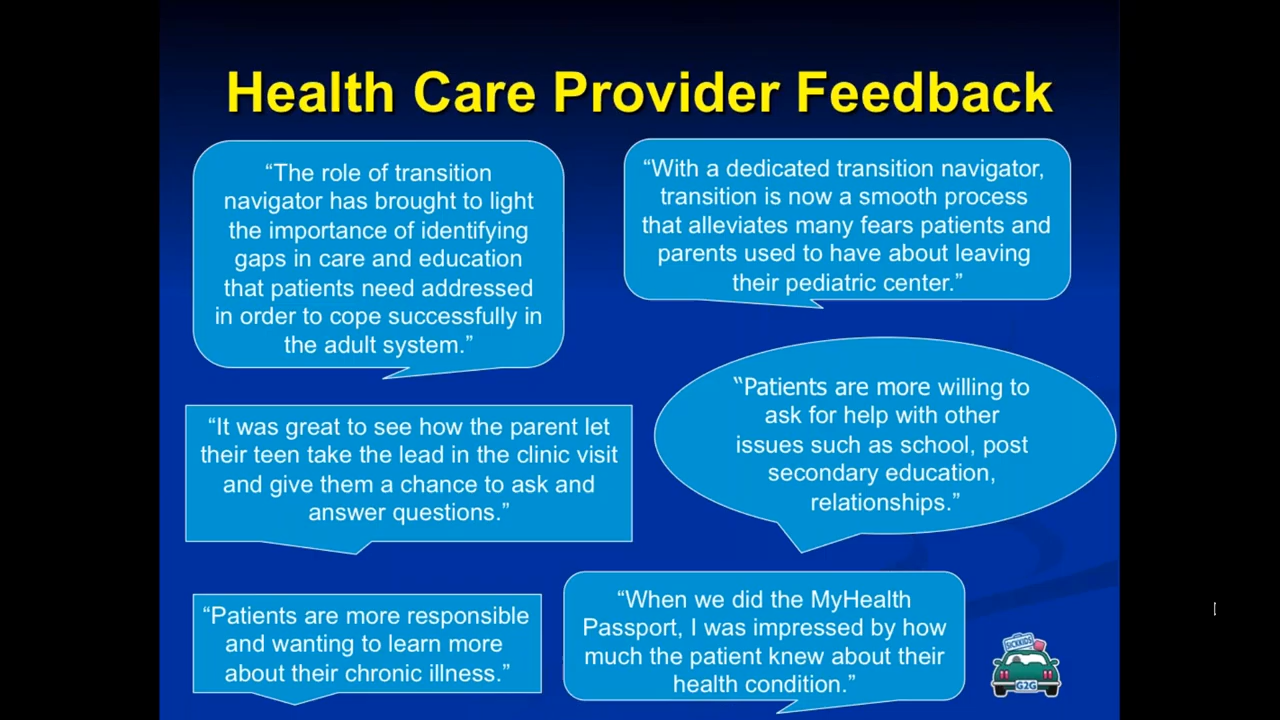 Health Care Provider Feedback
“The role of transition
navigator has brought to light
the importance of identifying
gaps in care and education
that patients need addressed
in order to cope successfully in
the adult system.”
“With a dedicated transition navigator,
transition is now a smooth process
that alleviates many fears patients and
parents used to have about leaving
their pediatric center.”
“It was great to see how the parent let
their teen take the lead in the clinic visit
and give them a chance to ask and
answer questions.”
“Patients are more willing to
ask for help with other
issues such as school, post
secondary education,
relationships.”
“Patients are more responsible
and wanting to learn more
about their chronic illness.”
“When we did the MyHealth
Passport, I was impressed by how
much the patient knew about their
health condition.”
SICKKIDS
G2G